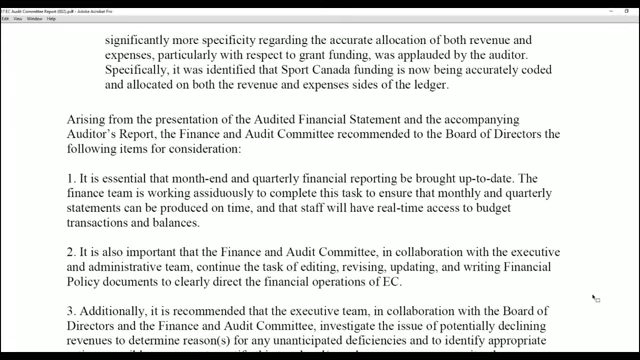 17 EC Audit Committee Report (002).pdf - Adobe Acrobat Pro
Edit View Window Help
significantly more specificity regarding the accurate allocation of both revenue and
expenses, particularly with respect to grant funding, was applauded by the auditor.
Specifically, it was identified that Sport Canada funding is now being accurately coded
and allocated on both the revenue and expenses sides of the ledger.
Arising from the presentation of the Audited Financial Statement and the accompanying
Auditor's Report, the Finance and Audit Committee recommended to the Board of Directors the
following items for consideration:
1. It is essential that month-end and quarterly financial reporting be brought up-to-date. The
finance team is working assiduously to complete this task to ensure that monthly and quarterly
statements can be produced on time, and that staff will have real-time access to budget
transactions and balances.
2. It is also important that the Finance and Audit Committee, in collaboration with the executive
and administrative team, continue the task of editing, revising, updating, and writing Financial
Policy documents to clearly direct the financial operations of EC.
3. Additionally, it is recommended that the executive team, in collaboration with the Board of
Directors and the Finance and Audit Committee, investigate the issue of potentially declining
revenues to determine reason(s) for any unanticipated deficiencies and to identify appropriate